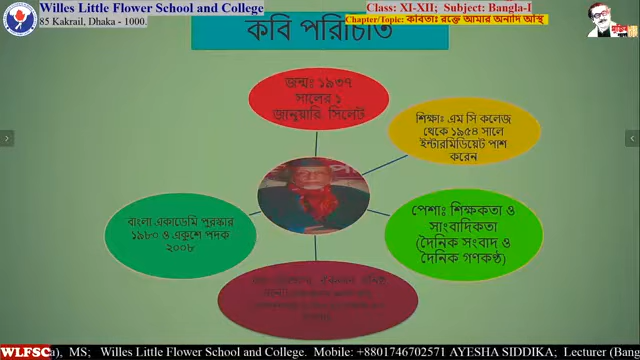 Willes Little Flower School and College
85 Kakrail, Dhaka - 1000.
Class: XI-XII; Subject: Bangla-I
Chapter/Topic: কবিতাঃ রক্তে আমার অনাদি অস্থি
কবি পরিচিতি
জন্মঃ ১৯৩৭
সালের ১
জানুয়ারি সিলেট
শিক্ষাঃ এম সি কলেজ
থেকে ১৯৫৪ সালে
ইন্টারমিডিয়েট পাশ
করেন
পেশাঃ শিক্ষকতা ও
সাংবাদিকতা
(দৈনিক সংবাদ ও
দৈনিক গণকন্ঠ)
বাংলা একাডেমি পুরস্কার
১৯৮০ ও একুশে পদক
২০০৮
WLFSC
), MS; Willes Little Flower School and College. Mobile: +8801746702571 AYESHA SIDDIKA; Lecturer (Bang